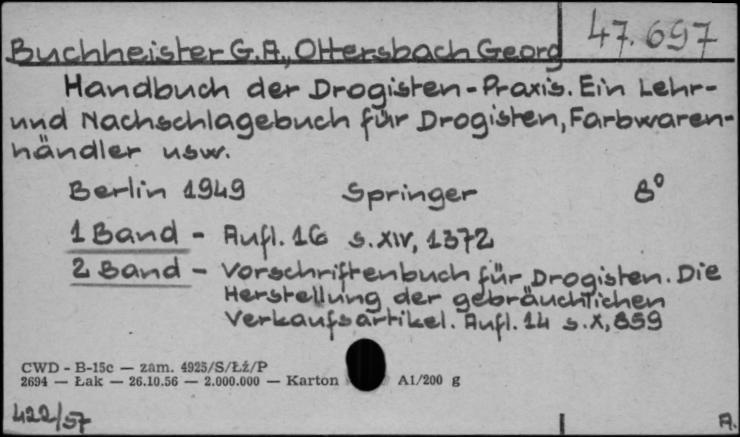 47.697
Buchheister G.A., Ottersbach Georg
Handbuch der Drogisten-Praxis. Ein Lehr-
und Nachschlagebuch für Drogisten, Farbwaren-
händler usw.
Berlin 1949 Springer 8°
1 Band - Aufl. 16 s. XIV, 1372
2 Band - Vorschriftenbuch für Drogisten. Die
Herstellung der gebräuchlichen
Verkaufsartikel. Aufl. 14 s. X, 859
CWD - B-15c — zam. 4925/S/Łź/P
2694 — Łak — 26.10.56 — 2.000.000 — Karton A1/200 g
422/57
A.